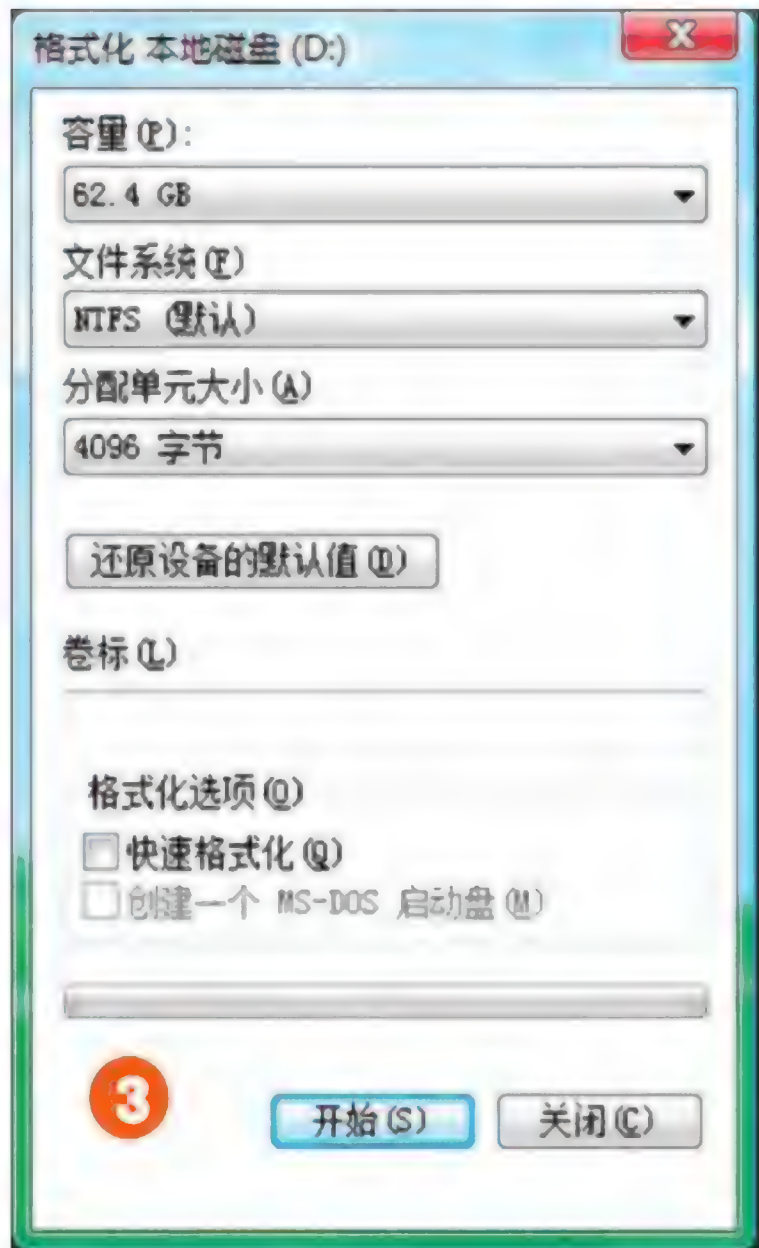 格式化 本地磁盘 (D:)
容量(P):
62.4 GB
文件系统(F)
NTFS (默认)
分配单元大小(A)
4096 字节
还原设备的默认值(D)
卷标(L)
格式化选项(O)
快速格式化(Q)
创建一个 MS-DOS 启动盘(M)
3
开始(S)
关闭(C)